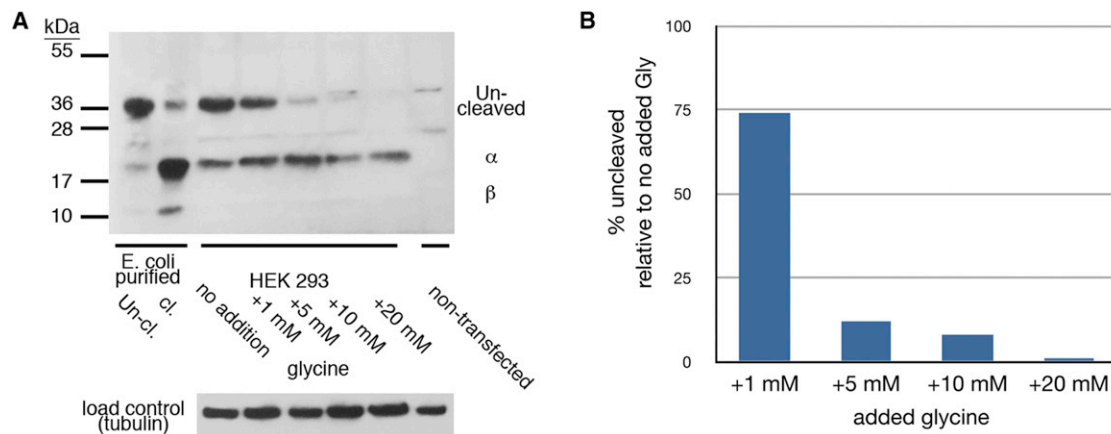 A
kDa
55
36
28
17
10
Un-
cleaved
α
β
E. coli
purified
HEK 293
Un-cl.
cl.
no addition
+1 mM
+5 mM
+10 mM
+20 mM
non-transfected
glycine
load control
(tubulin)
B
% uncleaved
relative to no added Gly
100
75
50
25
0
+1 mM
+5 mM
+10 mM
+20 mM
added glycine